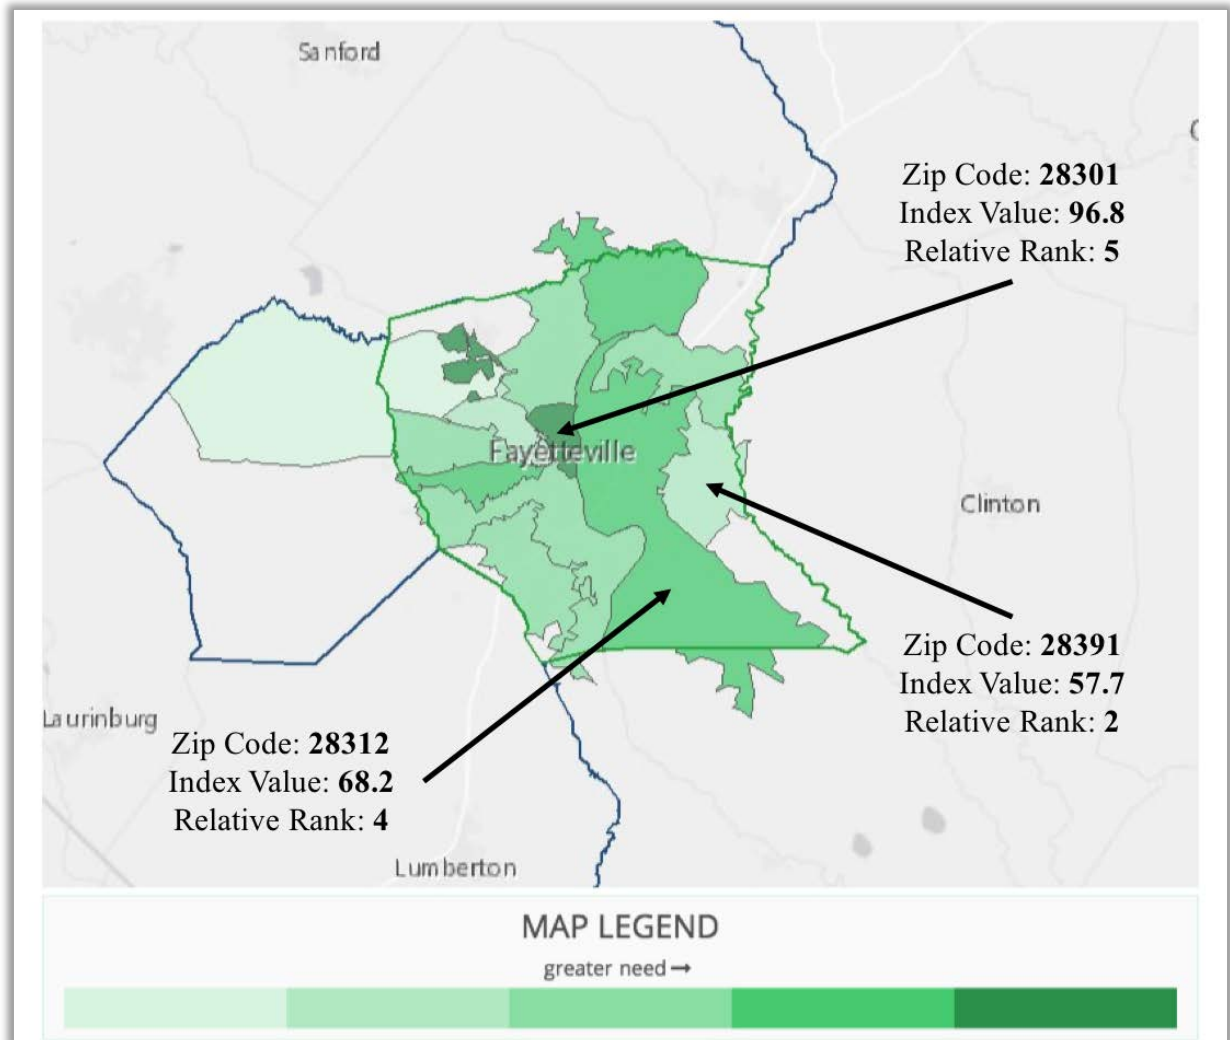 Sanford
Zip Code: 28301
Index Value: 96.8
Relative Rank: 5
Fayetteville
Clinton
Zip Code: 28391
Index Value: 57.7
Relative Rank: 2
Laurinburg
Zip Code: 28312
Index Value: 68.2
Relative Rank: 4
Lumberton
MAP LEGEND
greater need →